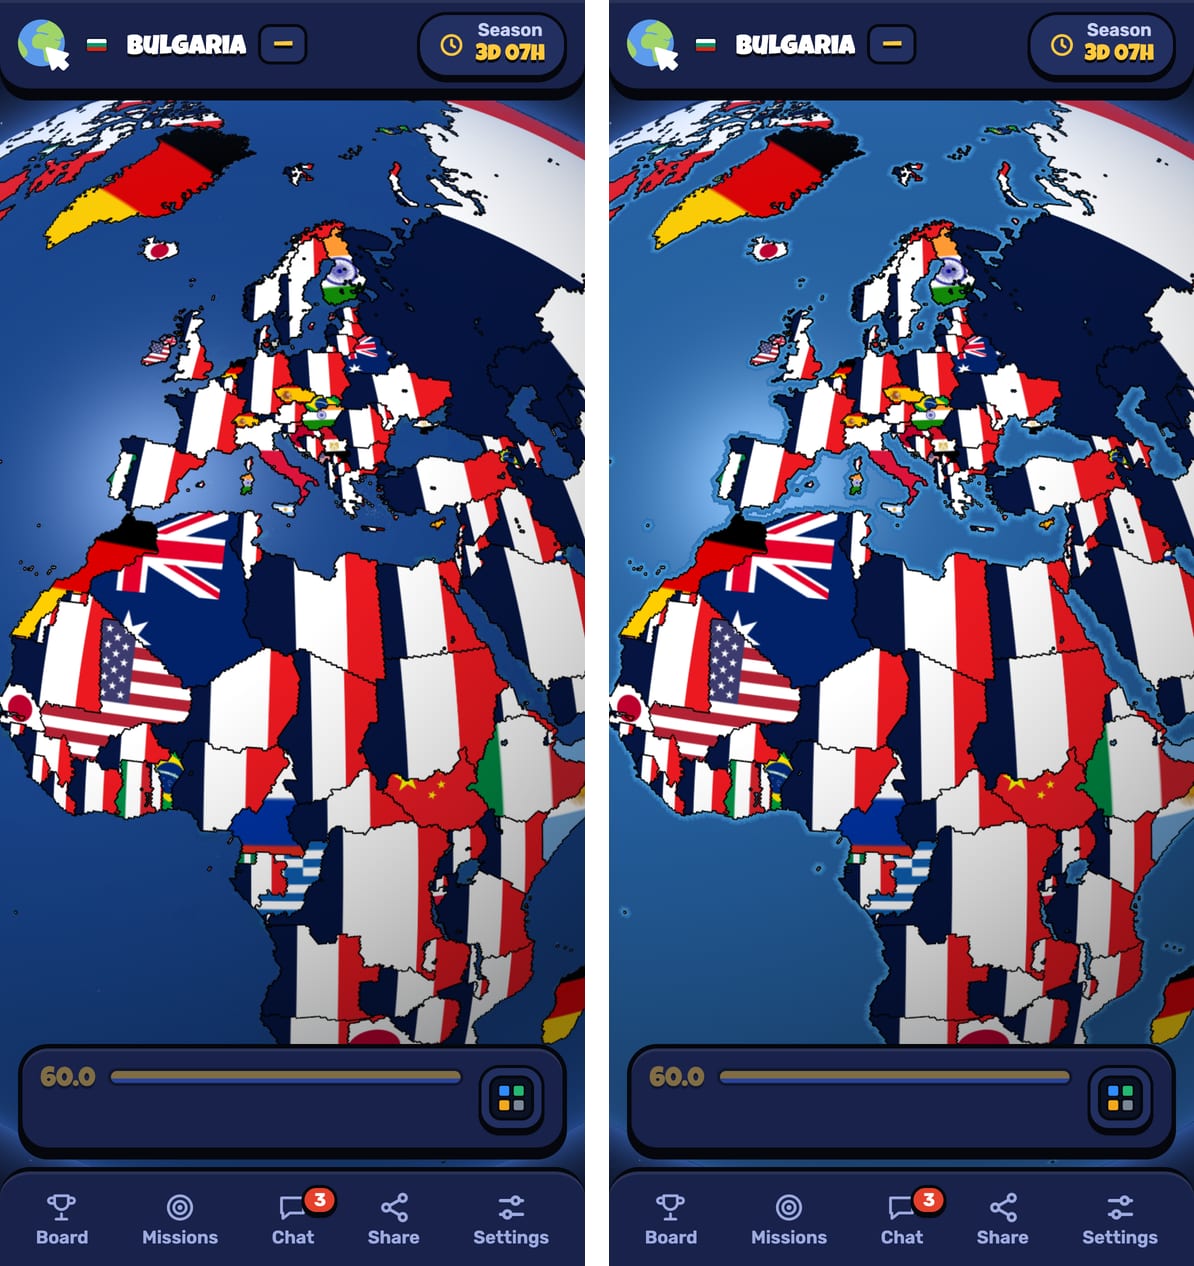 BULGARIA
Season
3D 07H
60.0
Board
Missions
3
Chat
Share
Settings
BULGARIA
Season
3D 07H
60.0
Board
Missions
3
Chat
Share
Settings